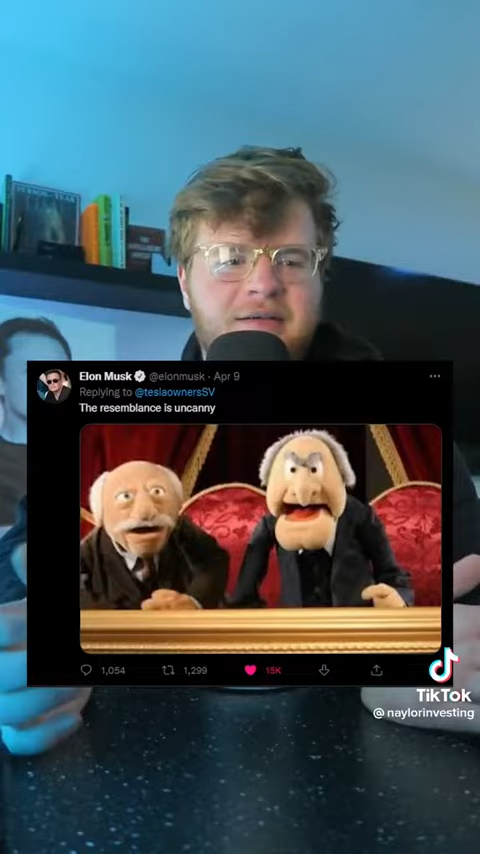 Elon Musk @elonmusk · Apr 9
Replying to @teslaownersSV
The resemblance is uncanny
1,054 1,299 15K
TikTok
@ naylorinvesting